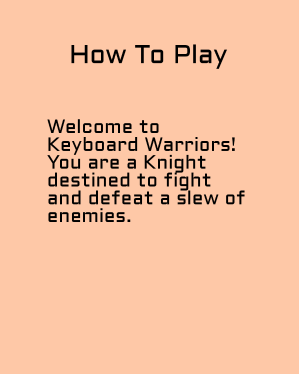 How To Play
Welcome to
Keyboard Warriors!
You are a Knight
destined to fight
and defeat a slew of
enemies.